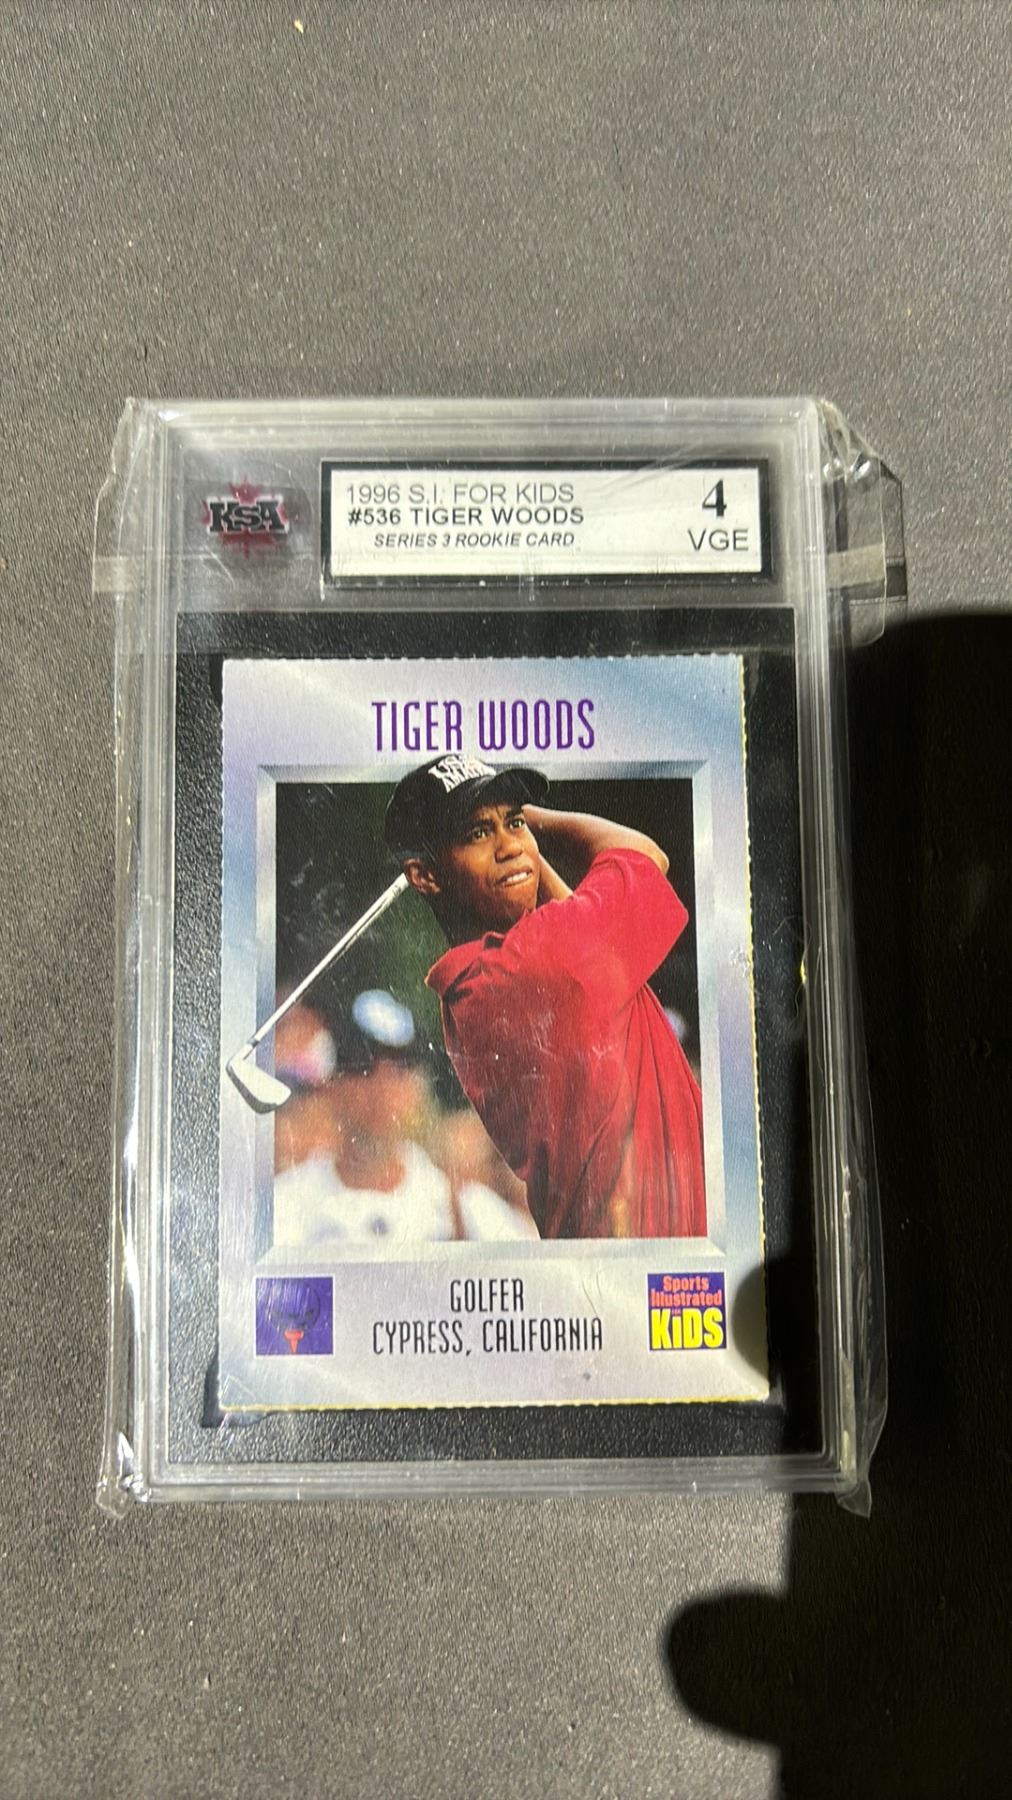 KSA
1996 S.I. FOR KIDS
#536 TIGER WOODS
SERIES 3 ROOKIE CARD
4
VGE
TIGER WOODS
GOLFER
CYPRESS, CALIFORNIA
Sports
Illustrated
FOR
KiDS